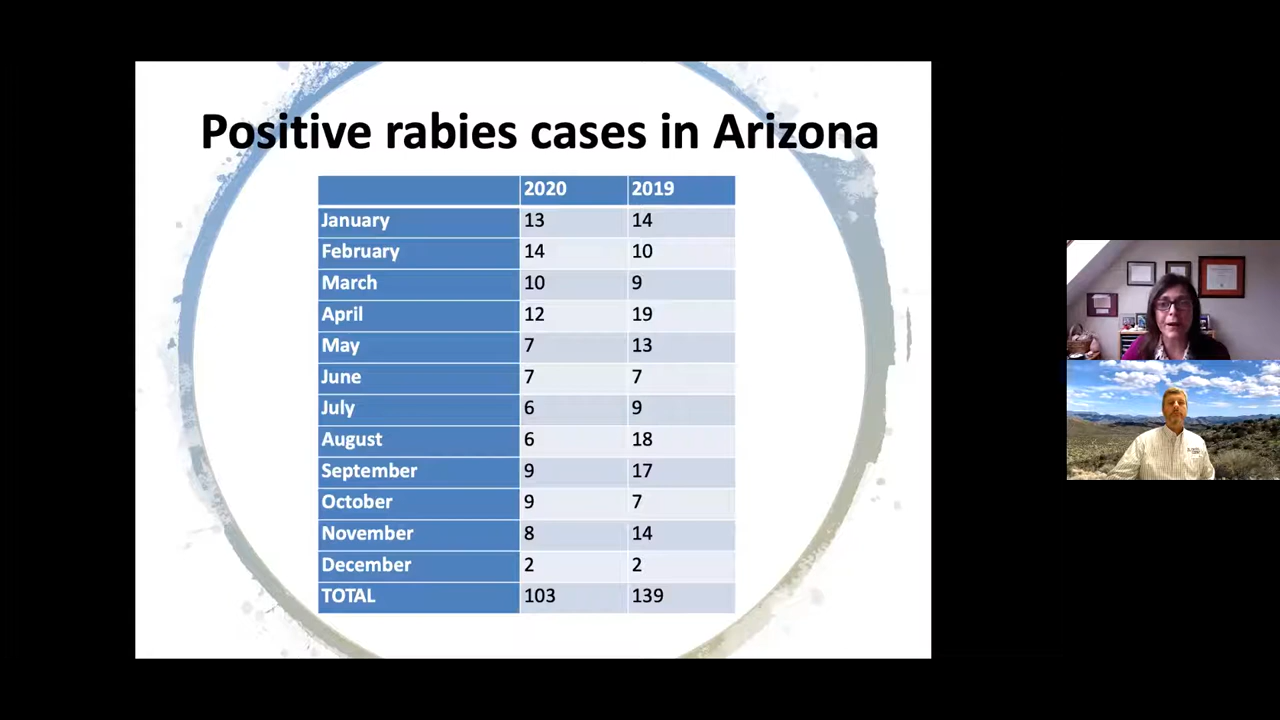 Positive rabies cases in Arizona
2020 2019
January 13 14
February 14 10
March 10 9
April 12 19
May 7 13
June 7 7
July 6 9
August 6 18
September 9 17
October 9 7
November 8 14
December 2 2
TOTAL 103 139